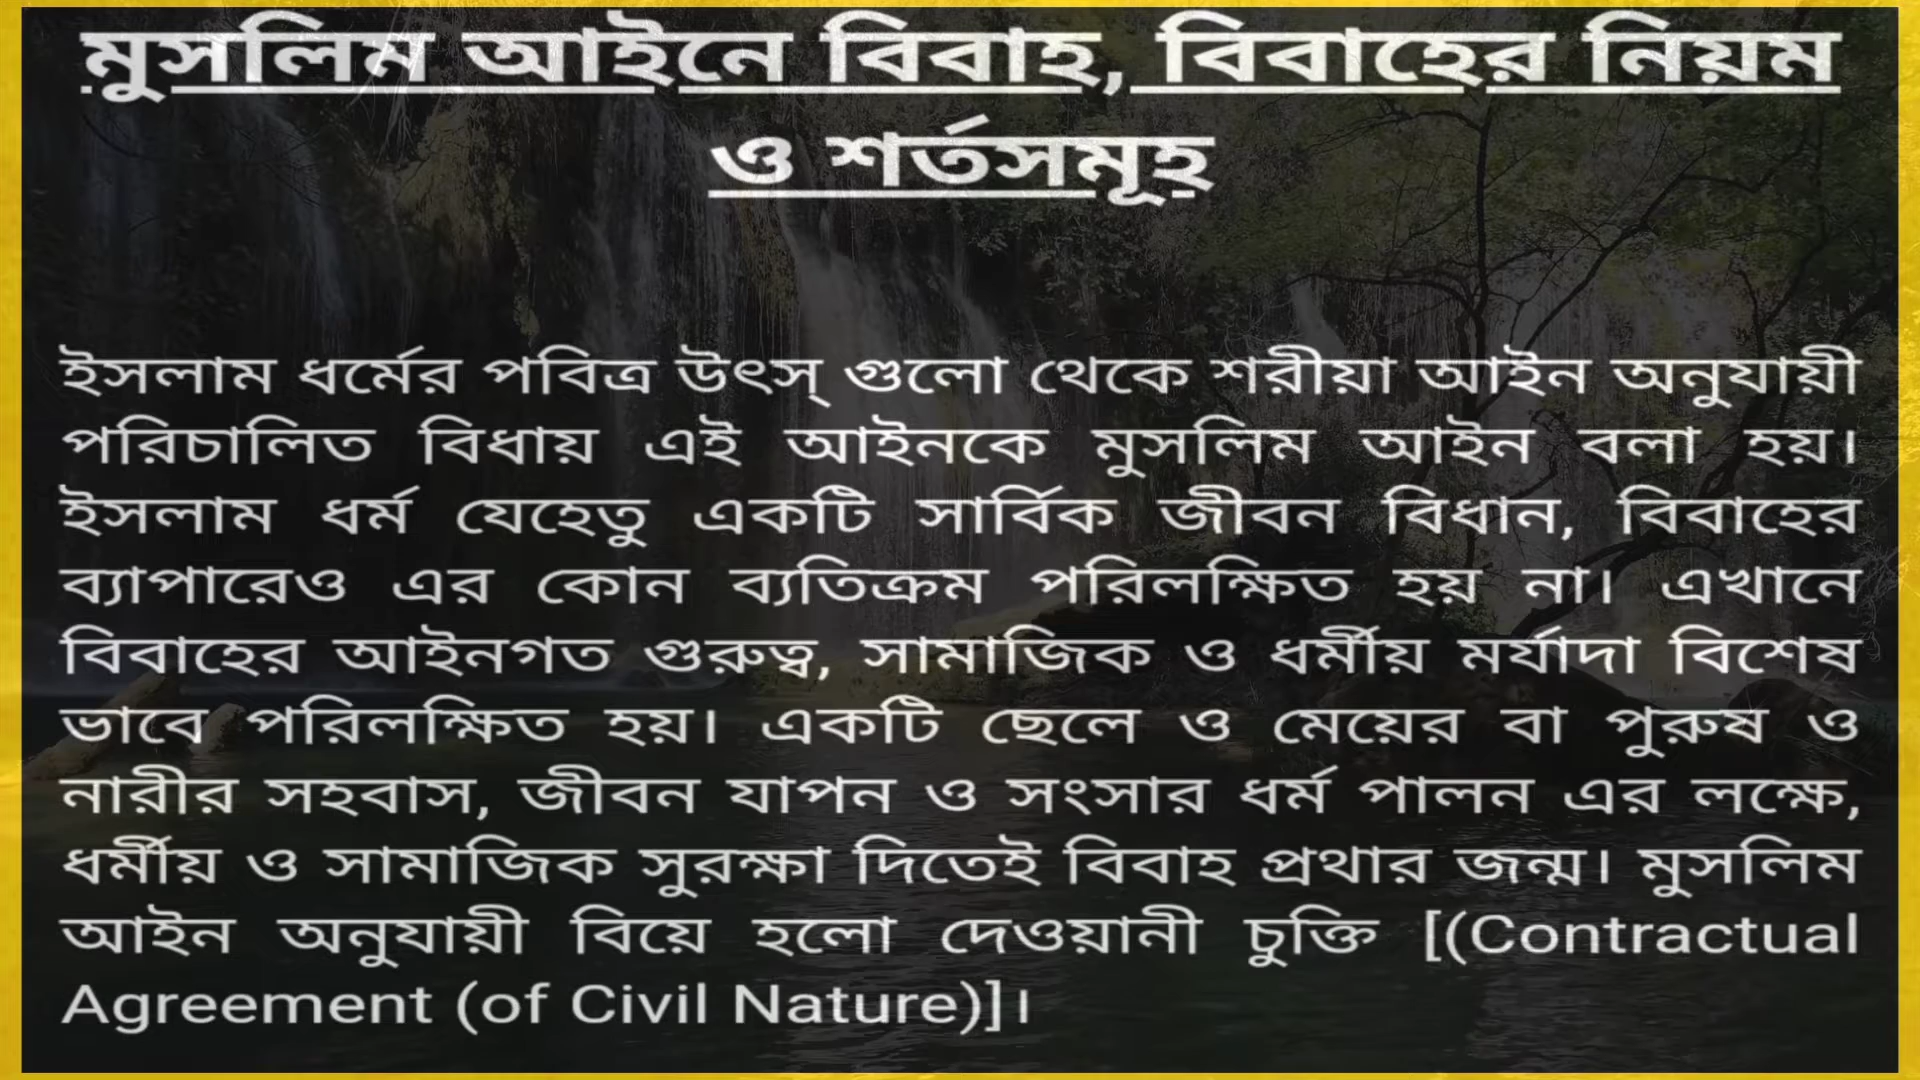 মুসলিম আইনে বিবাহ, বিবাহের নিয়ম
ও শর্তসমূহ
ইসলাম ধর্মের পবিত্র উৎস্ গুলো থেকে শরীয়া আইন অনুযায়ী
পরিচালিত বিধায় এই আইনকে মুসলিম আইন বলা হয়।
ইসলাম ধর্ম যেহেতু একটি সার্বিক জীবন বিধান, বিবাহের
ব্যাপারেও এর কোন ব্যতিক্রম পরিলক্ষিত হয় না। এখানে
বিবাহের আইনগত গুরুত্ব, সামাজিক ও ধর্মীয় মর্যাদা বিশেষ
ভাবে পরিলক্ষিত হয়। একটি ছেলে ও মেয়ের বা পুরুষ ও
নারীর সহবাস, জীবন যাপন ও সংসার ধর্ম পালন এর লক্ষে,
ধর্মীয় ও সামাজিক সুরক্ষা দিতেই বিবাহ প্রথার জন্ম। মুসলিম
আইন অনুযায়ী বিয়ে হলো দেওয়ানী চুক্তি [(Contractual
Agreement (of Civil Nature)]।